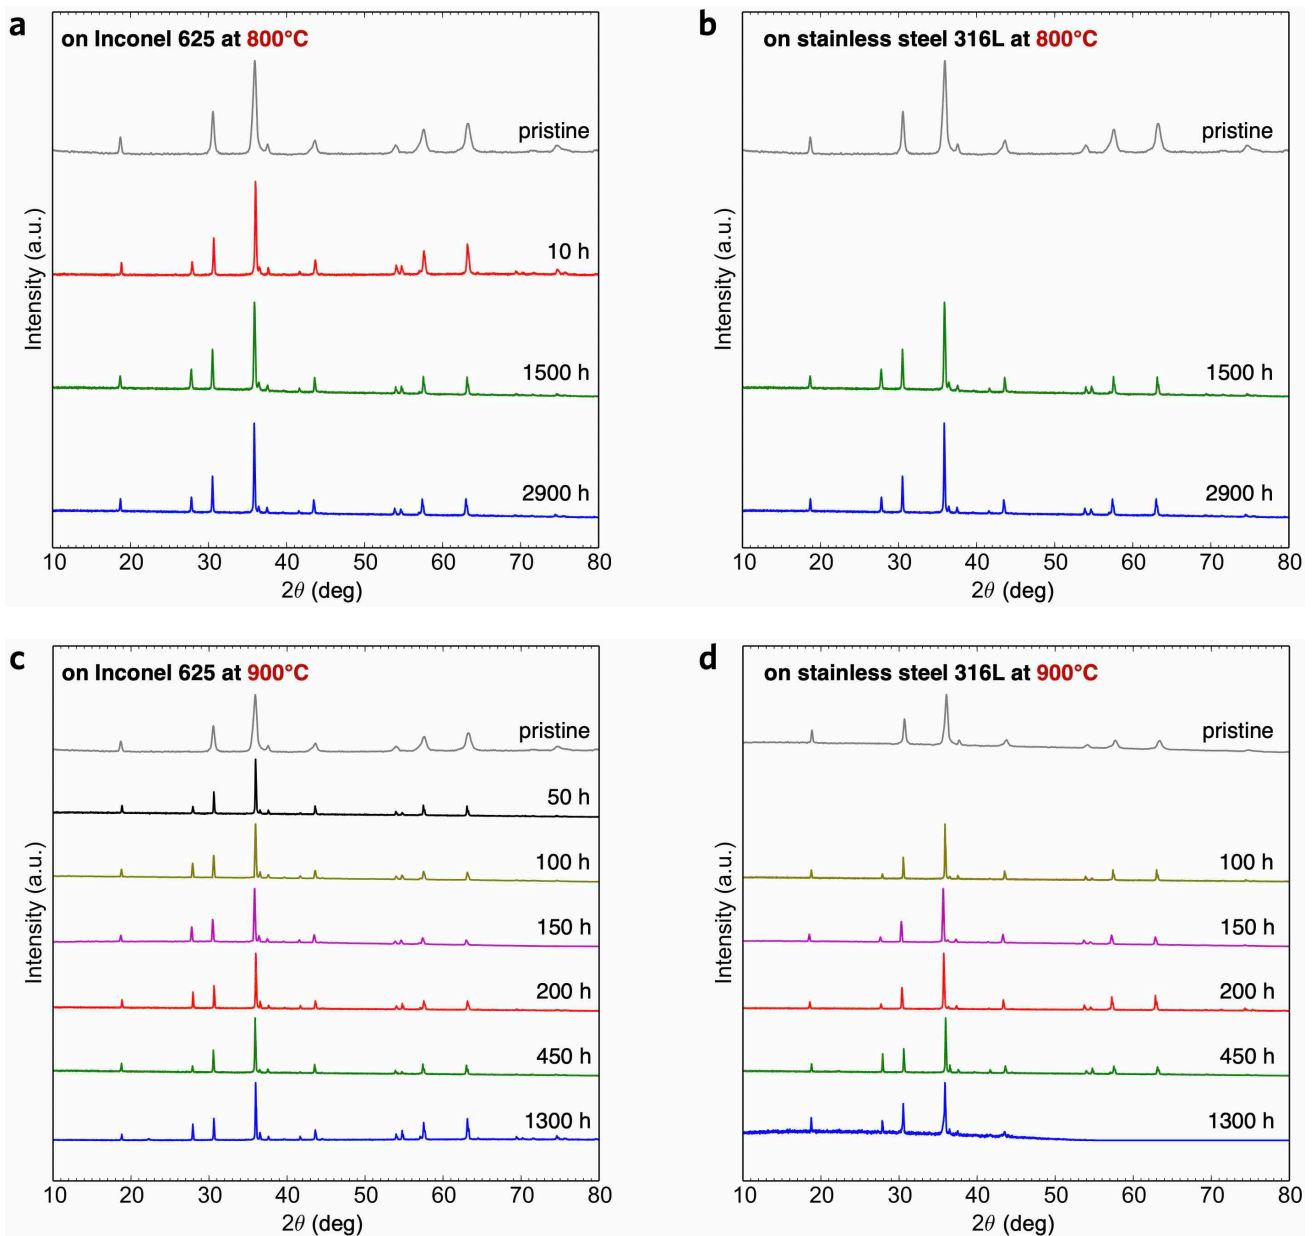 a
on Inconel 625 at 800°C
pristine
10 h
1500 h
2900 h
Intensity (a.u.)
10 20 30 40 50 60 70 80
2θ (deg)
b
on stainless steel 316L at 800°C
pristine
1500 h
2900 h
Intensity (a.u.)
10 20 30 40 50 60 70 80
2θ (deg)
c
on Inconel 625 at 900°C
pristine
50 h
100 h
150 h
200 h
450 h
1300 h
Intensity (a.u.)
10 20 30 40 50 60 70 80
2θ (deg)
d
on stainless steel 316L at 900°C
pristine
100 h
150 h
200 h
450 h
1300 h
Intensity (a.u.)
10 20 30 40 50 60 70 80
2θ (deg)